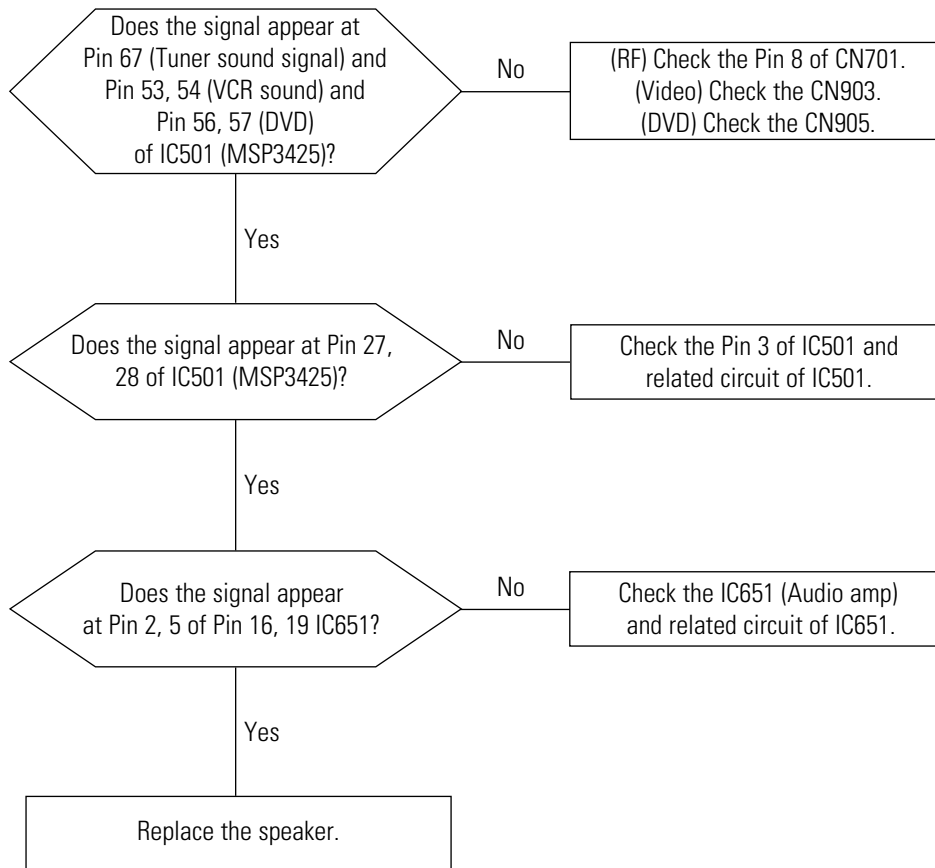 Does the signal appear at
Pin 67 (Tuner sound signal) and
Pin 53, 54 (VCR sound) and
Pin 56, 57 (DVD)
of IC501 (MSP3425)?
No
(RF) Check the Pin 8 of CN701.
(Video) Check the CN903.
(DVD) Check the CN905.
Yes
Does the signal appear at Pin 27,
28 of IC501 (MSP3425)?
No
Check the Pin 3 of IC501 and
related circuit of IC501.
Yes
Does the signal appear
at Pin 2, 5 of Pin 16, 19 IC651?
No
Check the IC651 (Audio amp)
and related circuit of IC651.
Yes
Replace the speaker.